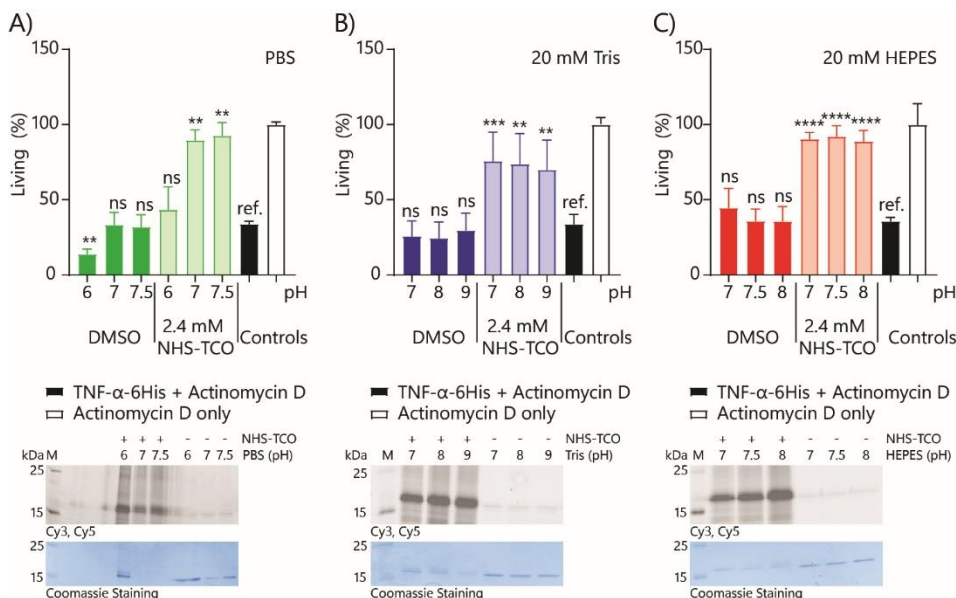 A)
PBS
150
100
50
0
Living (%)
** ns ns ns ** ** ref.
6 7 7.5 6 7 7.5 pH
DMSO 2.4 mM NHS-TCO Controls
TNF-α-6His + Actinomycin D
Actinomycin D only
+ + + - - - NHS-TCO
kDa M 6 7 7.5 6 7 7.5 PBS (pH)
25
15
Cy3, Cy5
25
15
Coomassie Staining
B)
20 mM Tris
150
100
50
0
Living (%)
ns ns ns *** ** ** ref.
7 8 9 7 8 9 pH
DMSO 2.4 mM NHS-TCO Controls
TNF-α-6His + Actinomycin D
Actinomycin D only
+ + + - - - NHS-TCO
kDa M 7 8 9 7 8 9 Tris (pH)
25
15
Cy3, Cy5
25
15
Coomassie Staining
C)
20 mM HEPES
150
100
50
0
Living (%)
ns ns ns **** **** **** ref.
7 7.5 8 7 7.5 8 pH
DMSO 2.4 mM NHS-TCO Controls
TNF-α-6His + Actinomycin D
Actinomycin D only
+ + + - - - NHS-TCO
kDa M 7 7.5 8 7 7.5 8 HEPES (pH)
25
15
Cy3, Cy5
25
15
Coomassie Staining